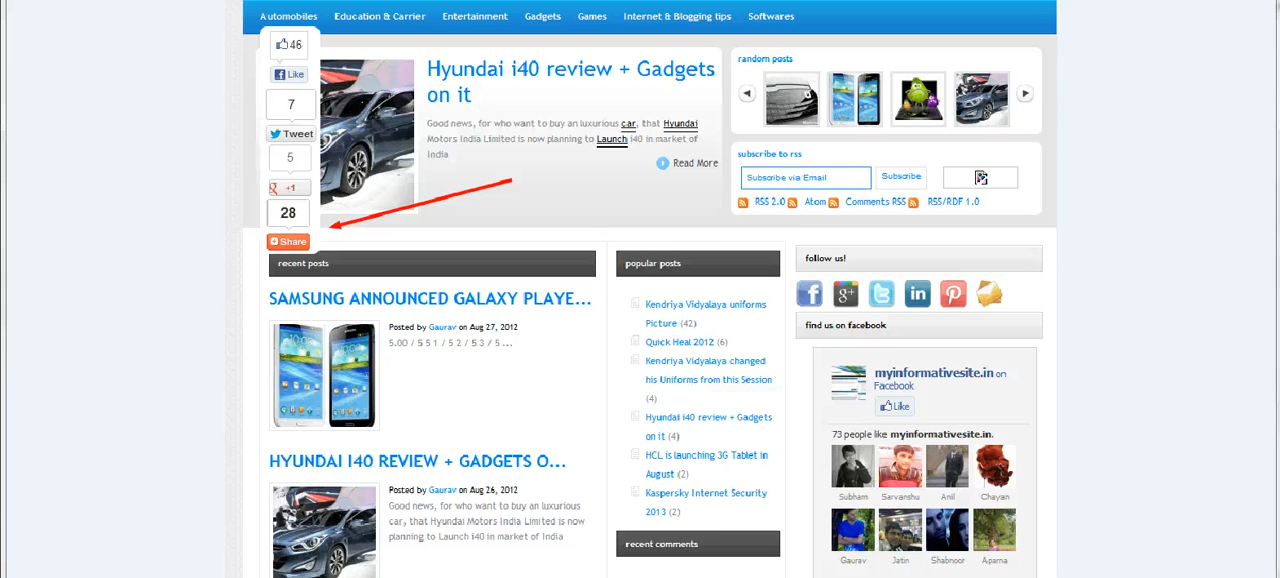 Automobiles Education & Carrier Entertainment Gadgets Games Internet & Blogging tips Softwares
46
Like
7
Tweet
5
+1
28
Share
Hyundai i40 review + Gadgets
on it
Good news, for who want to buy an luxurious car, that Hyundai
Motors India Limited is now planning to Launch i40 in market of
India
Read More
random posts
subscribe to rss
Subscribe via Email Subscribe
RSS 2.0 Atom Comments RSS RSS/RDF 1.0
recent posts
SAMSUNG ANNOUNCED GALAXY PLAYE...
Posted by Gaurav on Aug 27, 2012
5.00 / 5 5 1 / 5 2 / 5 3 / 5 ...
HYUNDAI I40 REVIEW + GADGETS O...
Posted by Gaurav on Aug 26, 2012
Good news, for who want to buy an luxurious
car, that Hyundai Motors India Limited is now
planning to Launch i40 in market of India
popular posts
Kendriya Vidyalaya uniforms
Picture (42)
Quick Heal 2012 (6)
Kendriya Vidyalaya changed
his Uniforms from this Session
(4)
Hyundai i40 review + Gadgets
on it (4)
HCL is launching 3G Tablet in
August (2)
Kaspersky Internet Security
2013 (2)
recent comments
follow us!
find us on facebook
myinformativesite.in on
Facebook
Like
73 people like myinformativesite.in.
Subham Sarvanshu Anil Chayan
Gaurav Jatin Shabnoor Aparna